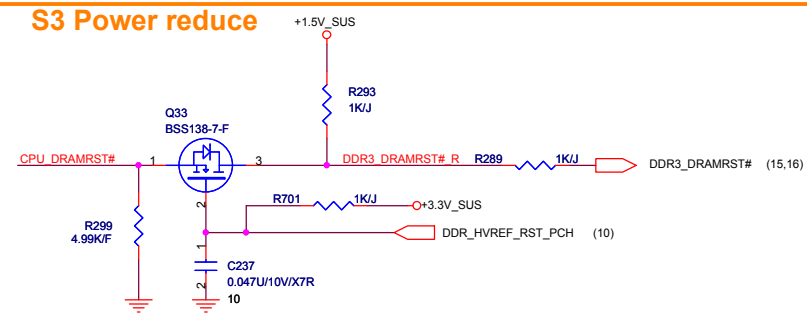 S3 Power reduce
+1.5V_SUS
R293
1K/J
Q33
BSS138-7-F
CPU_DRAMRST#
1
3
DDR3_DRAMRST#_R
R289
1K/J
DDR3_DRAMRST# (15,16)
2
R701
1K/J
+3.3V_SUS
R299
4.99K/F
DDR_HVREF_RST_PCH (10)
1
C237
0.047U/10V/X7R
2
10